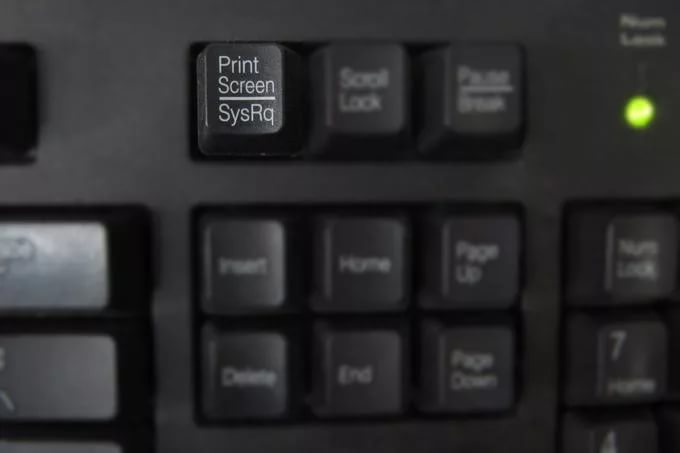 Num
Lock
Print
Screen
SysRq
Scroll
Lock
Pause
Break
Insert
Home
Page
Up
Num
Lock
Delete
End
Page
Down
7
Home
4